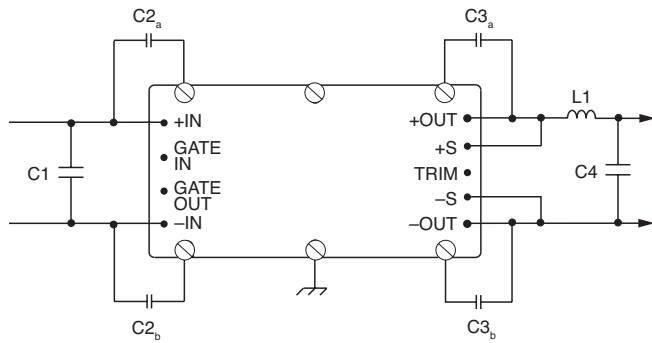 C2a
C3a
+IN
+OUT
L1
GATE
IN
+S
C1
TRIM
C4
GATE
OUT
–S
–IN
–OUT
C2b
C3b